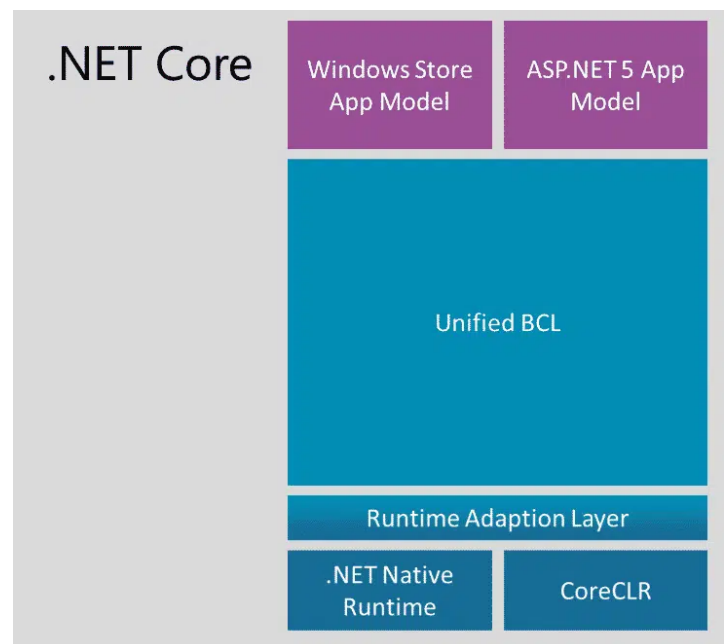 .NET Core
Windows Store
App Model
ASP.NET 5 App
Model
Unified BCL
Runtime Adaption Layer
.NET Native
Runtime
CoreCLR